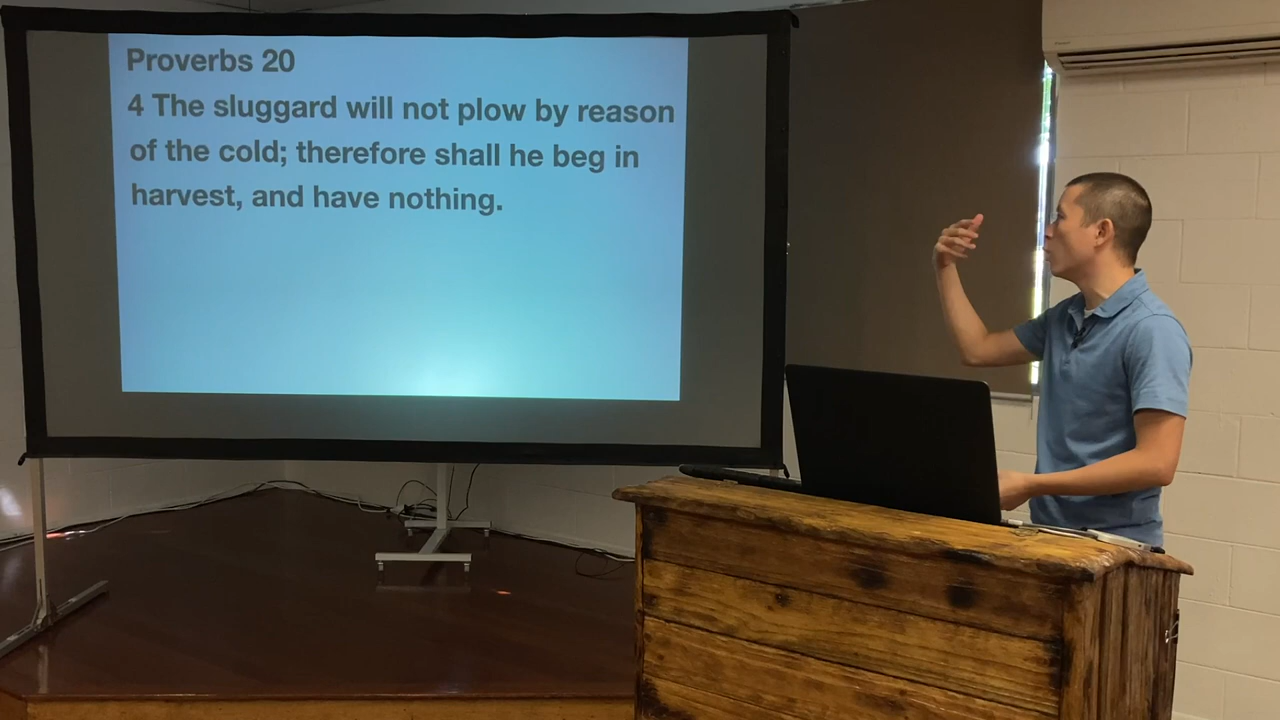 Proverbs 20
4 The sluggard will not plow by reason
of the cold; therefore shall he beg in
harvest, and have nothing.